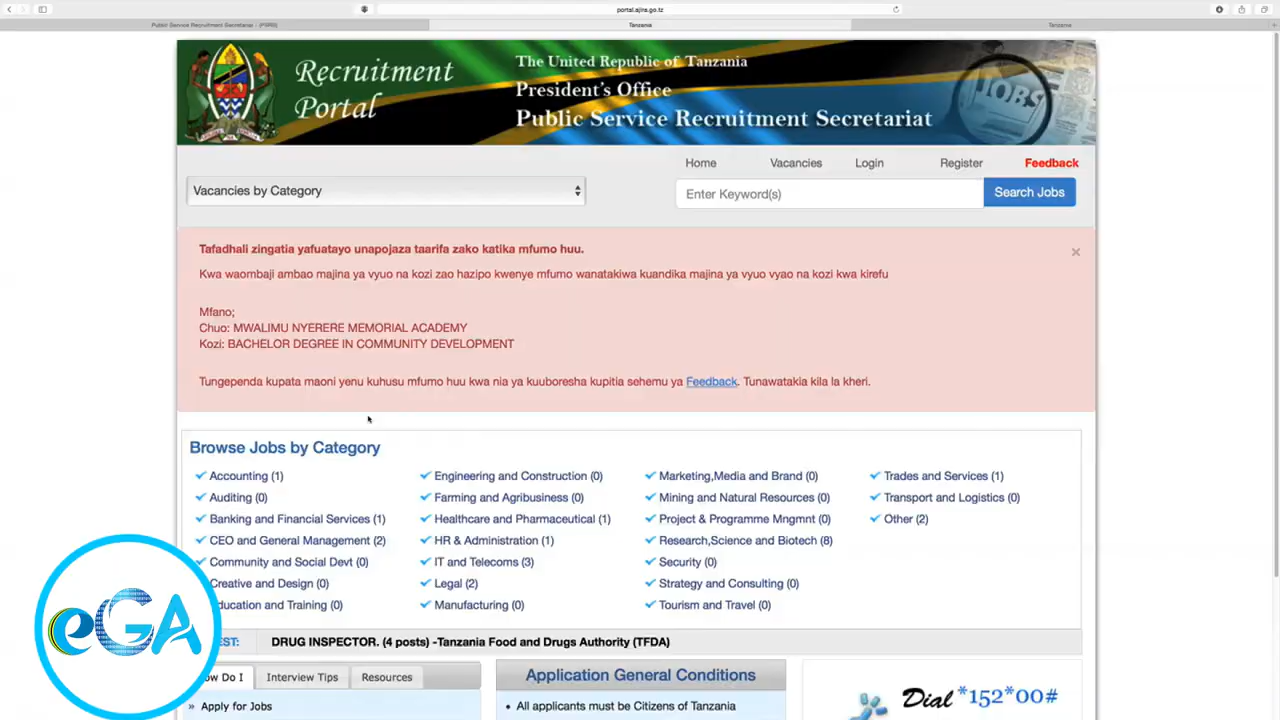 portal.ajira.go.tz
Public Service Recruitment Secretariat - (PSRS)
Tanzania
Tanzania
Recruitment
Portal
The United Republic of Tanzania
President's Office
Public Service Recruitment Secretariat
JOBS
Home Vacancies Login Register Feedback
Vacancies by Category
Enter Keyword(s)
Search Jobs
Tafadhali zingatia yafuatayo unapojaza taarifa zako katika mfumo huu.
×
Kwa waombaji ambao majina ya vyuo na kozi zao hazipo kwenye mfumo wanatakiwa kuandika majina ya vyuo vyao na kozi kwa kirefu
Mfano;
Chuo: MWALIMU NYERERE MEMORIAL ACADEMY
Kozi: BACHELOR DEGREE IN COMMUNITY DEVELOPMENT
Tungependa kupata maoni yenu kuhusu mfumo huu kwa nia ya kuuboresha kupitia sehemu ya Feedback. Tunawatakia kila la kheri.
Browse Jobs by Category
Accounting (1)
Auditing (0)
Banking and Financial Services (1)
CEO and General Management (2)
Community and Social Devt (0)
Creative and Design (0)
ducation and Training (0)
Engineering and Construction (0)
Farming and Agribusiness (0)
Healthcare and Pharmaceutical (1)
HR & Administration (1)
IT and Telecoms (3)
Legal (2)
Manufacturing (0)
Marketing,Media and Brand (0)
Mining and Natural Resources (0)
Project & Programme Mngmnt (0)
Research,Science and Biotech (8)
Security (0)
Strategy and Consulting (0)
Tourism and Travel (0)
Trades and Services (1)
Transport and Logistics (0)
Other (2)
EST: DRUG INSPECTOR. (4 posts) -Tanzania Food and Drugs Authority (TFDA)
ow Do I Interview Tips Resources
» Apply for Jobs
Application General Conditions
• All applicants must be Citizens of Tanzania
Dial *152*00#
eGA